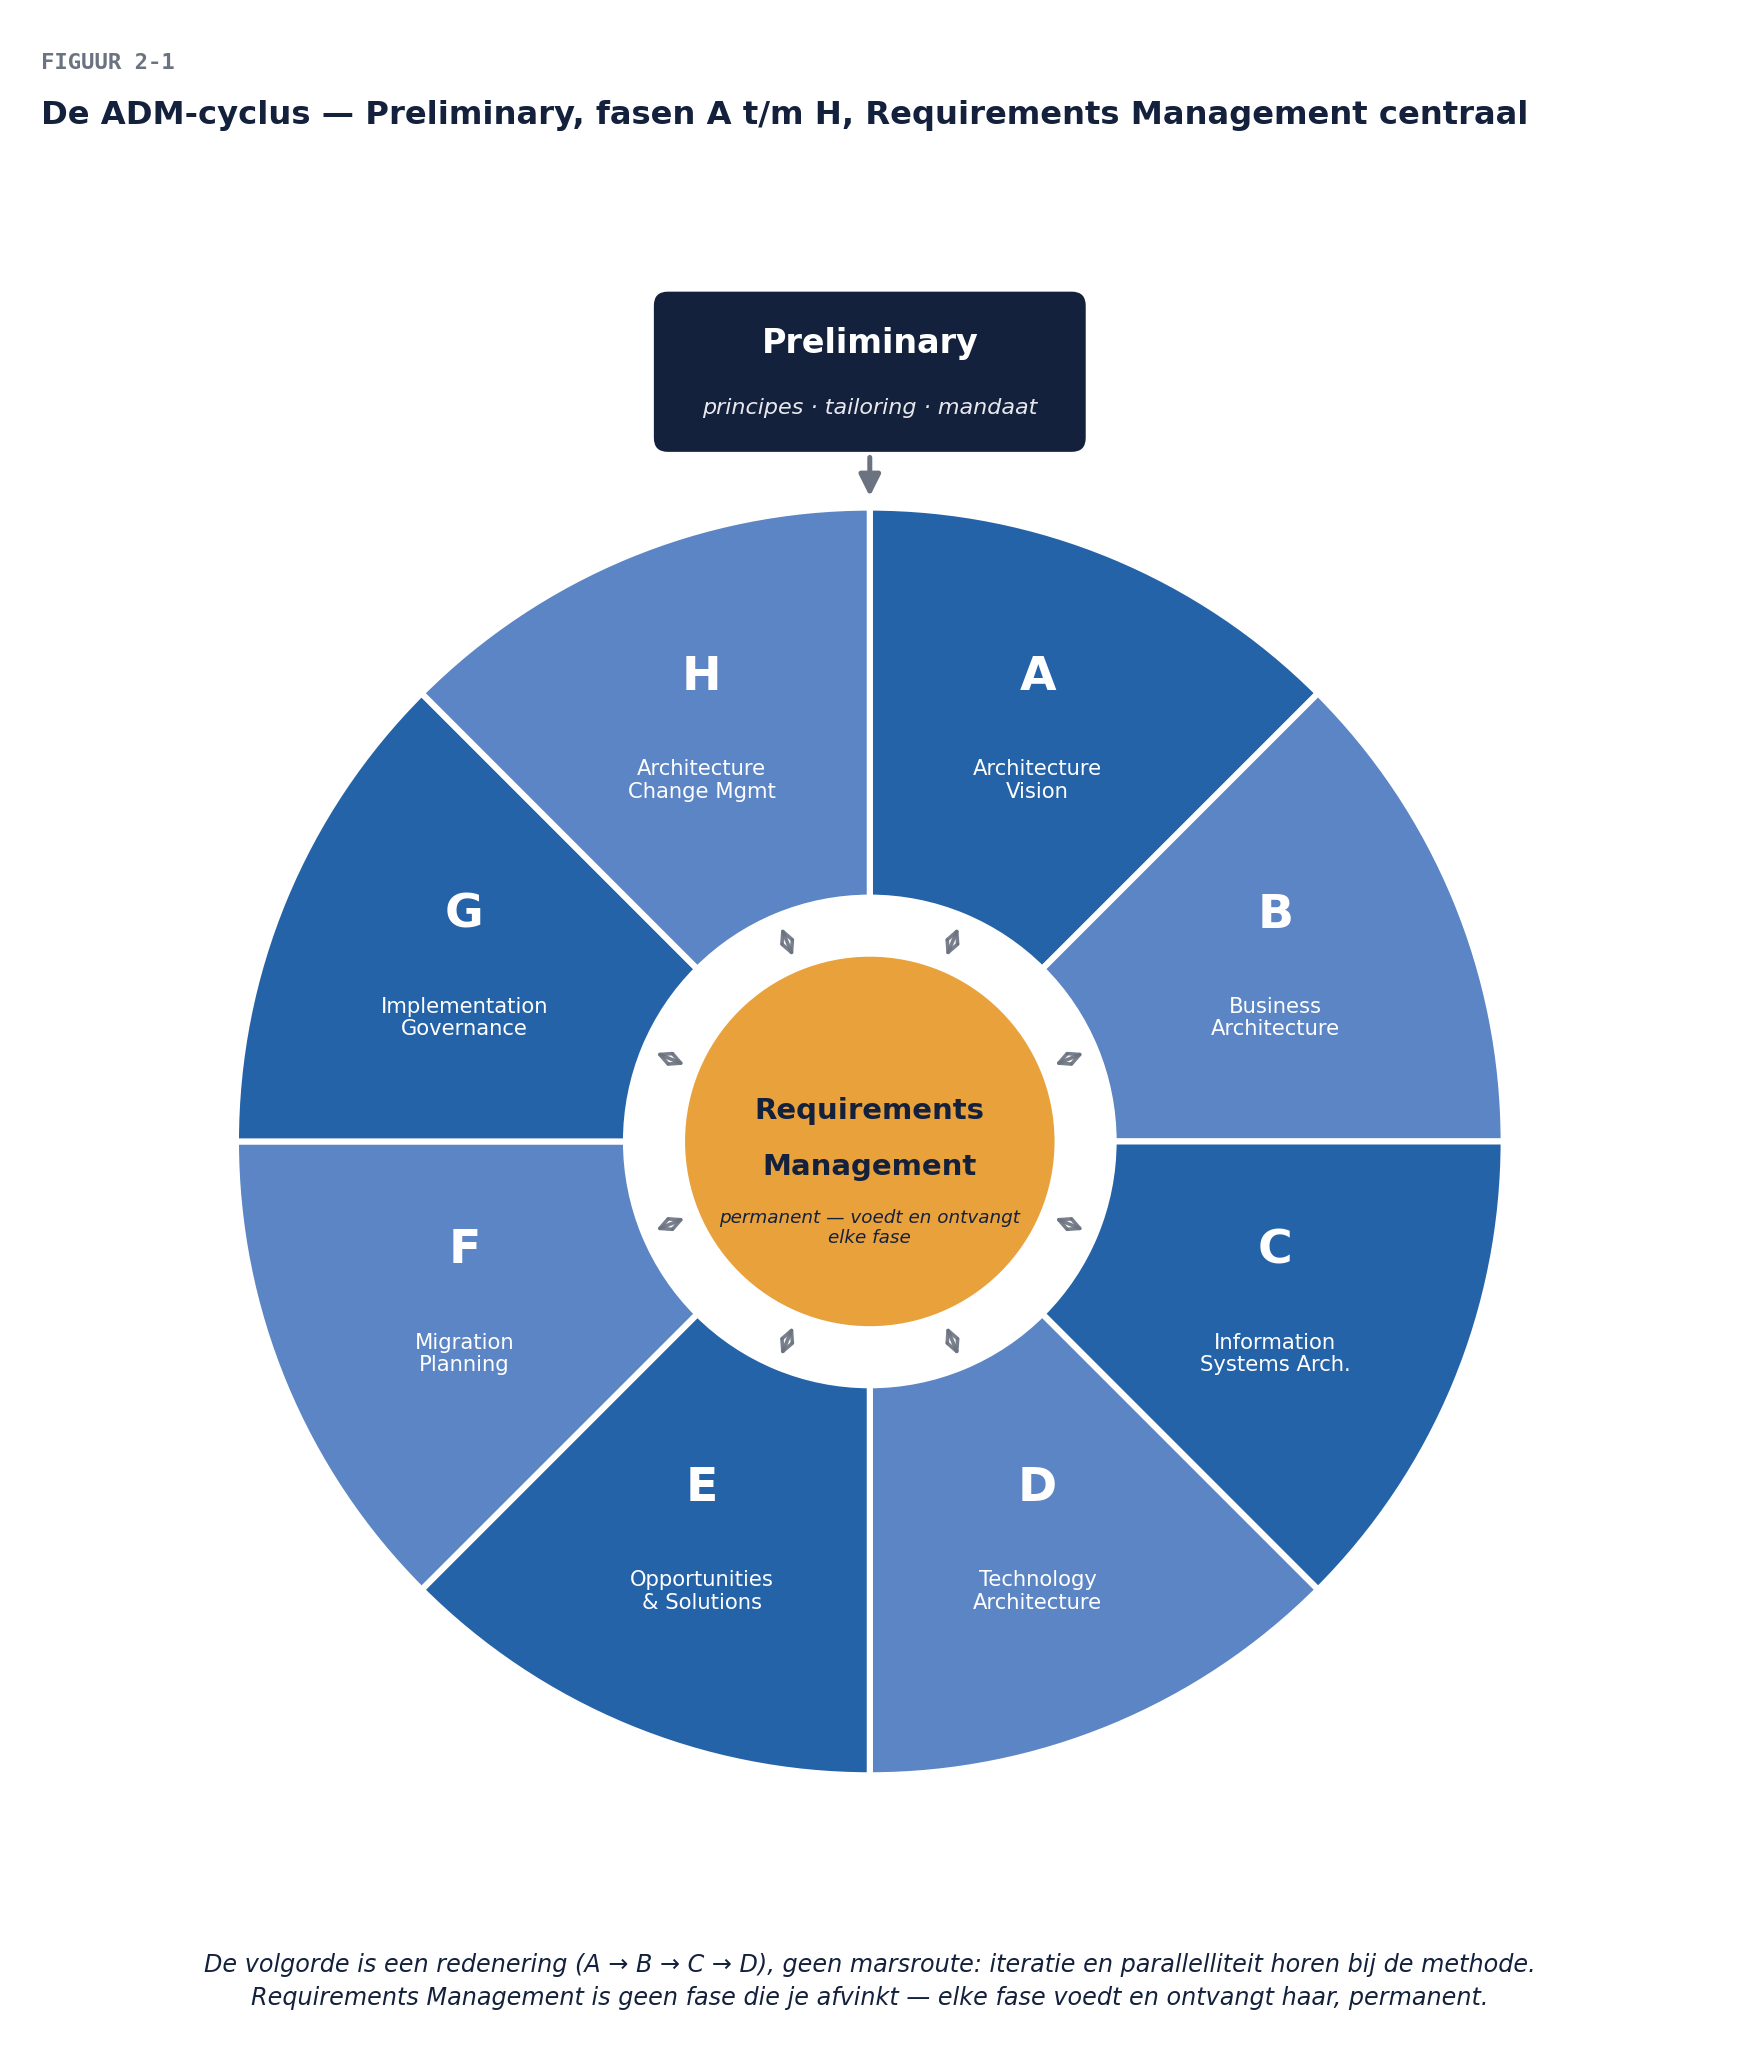 FIGUUR 2-1
De ADM-cyclus — Preliminary, fasen A t/m H, Requirements Management centraal
Preliminary
principes · tailoring · mandaat
A
Architecture
Vision
B
Business
Architecture
C
Information
Systems Arch.
D
Technology
Architecture
E
Opportunities
& Solutions
F
Migration
Planning
G
Implementation
Governance
H
Architecture
Change Mgmt
Requirements
Management
permanent — voedt en ontvangt
elke fase
De volgorde is een redenering (A → B → C → D), geen marsroute: iteratie en parallelliteit horen bij de methode.
Requirements Management is geen fase die je afvinkt — elke fase voedt en ontvangt haar, permanent.